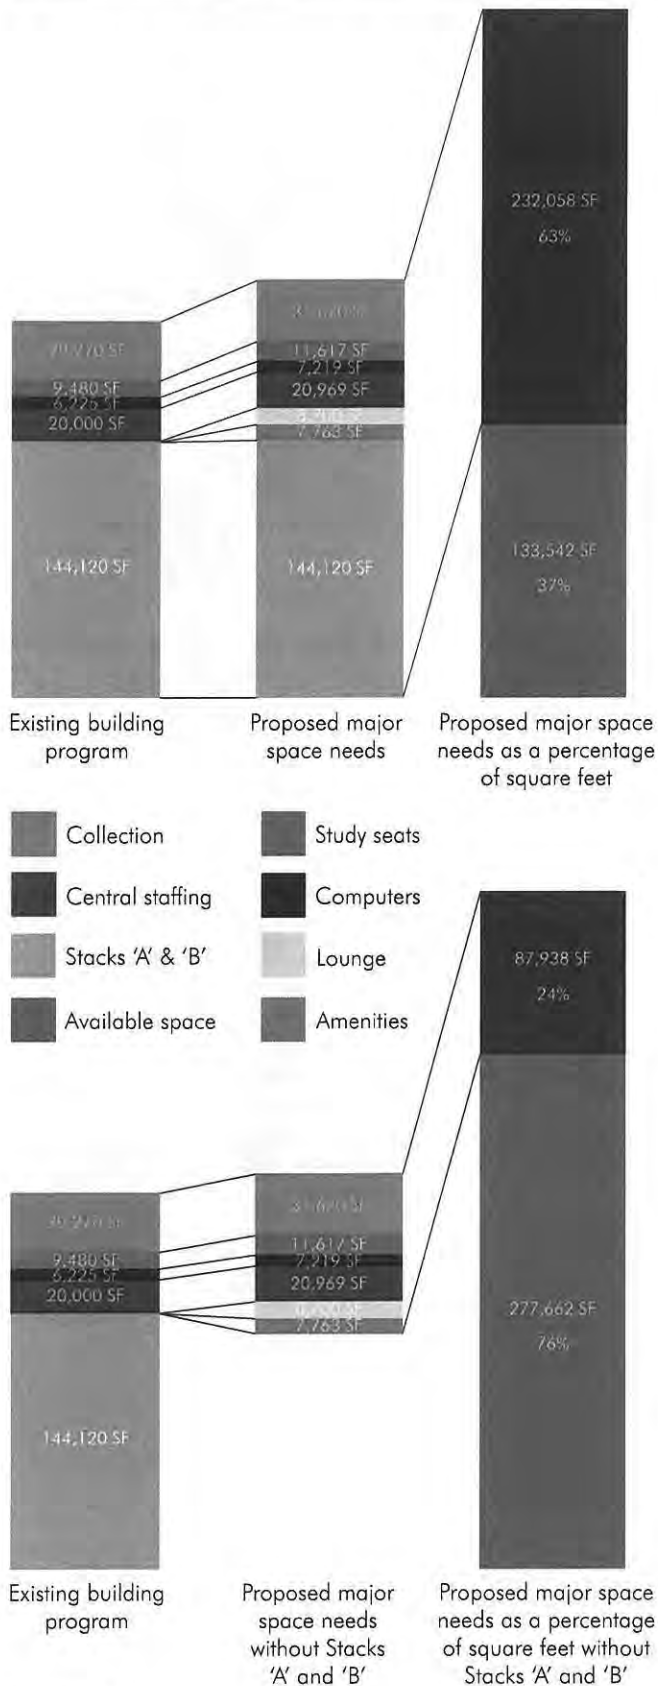 232,058 SF
63%
11,617 SF
7,219 SF
9,480 SF
20,969 SF
6,225 SF
20,000 SF
7,763 SF
133,542 SF
144,120 SF
144,120 SF
37%
Existing building
program
Proposed major
space needs
Proposed major space
needs as a percentage
of square feet
Collection
Study seats
Central staffing
Computers
Stacks 'A' & 'B'
Lounge
Available space
Amenities
87,938 SF
24%
11,617 SF
7,219 SF
9,480 SF
20,969 SF
6,225 SF
20,000 SF
7,763 SF
277,662 SF
76%
144,120 SF
Existing building
program
Proposed major
space needs
without Stacks
'A' and 'B'
Proposed major space
needs as a percentage
of square feet without
Stacks 'A' and 'B'